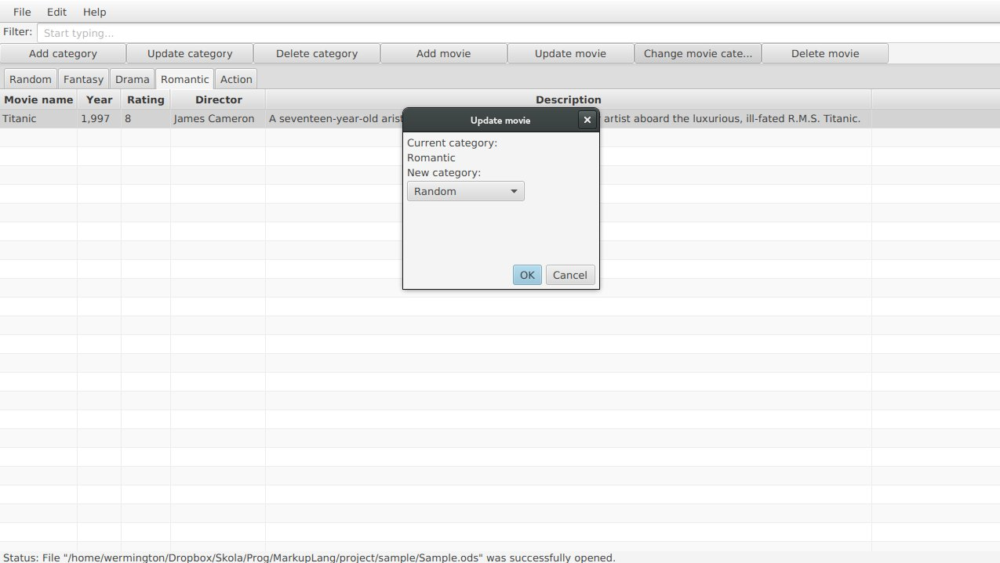 File Edit Help
Filter: Start typing...
Add category Update category Delete category Add movie Update movie Change movie cate... Delete movie
Random Fantasy Drama Romantic Action
Movie name Year Rating Director Description
Titanic 1,997 8 James Cameron A seventeen-year-old arist artist aboard the luxurious, ill-fated R.M.S. Titanic.
Update movie
Current category:
Romantic
New category:
Random
OK Cancel
Status: File "/home/wermington/Dropbox/Skola/Prog/MarkupLang/project/sample/Sample.ods" was successfully opened.